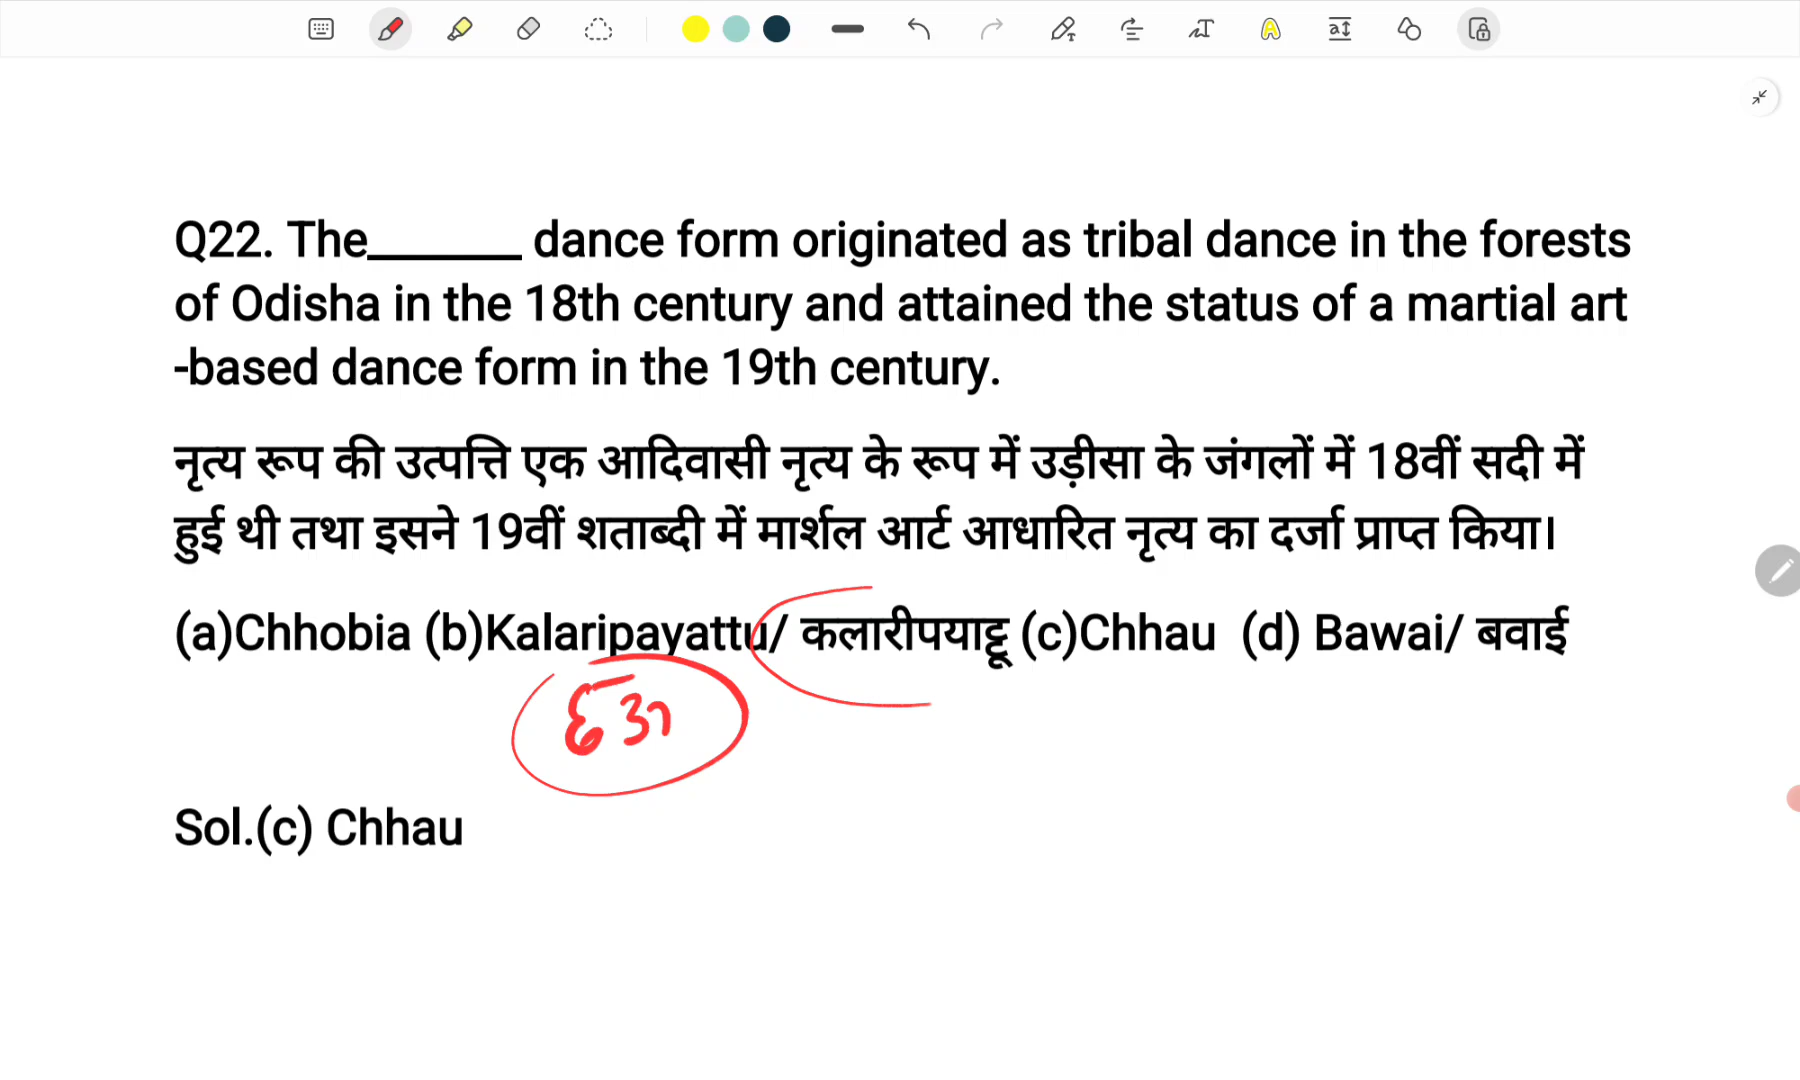 Q22. The_______ dance form originated as tribal dance in the forests
of Odisha in the 18th century and attained the status of a martial art
-based dance form in the 19th century.
नृत्य रूप की उत्पत्ति एक आदिवासी नृत्य के रूप में उड़ीसा के जंगलों में 18वीं सदी में
हुई थी तथा इसने 19वीं शताब्दी में मार्शल आर्ट आधारित नृत्य का दर्जा प्राप्त किया।
(a)Chhobia (b)Kalaripayattu/ कलारीपयाट्टू (c)Chhau (d) Bawai/ बवाई
Sol.(c) Chhau